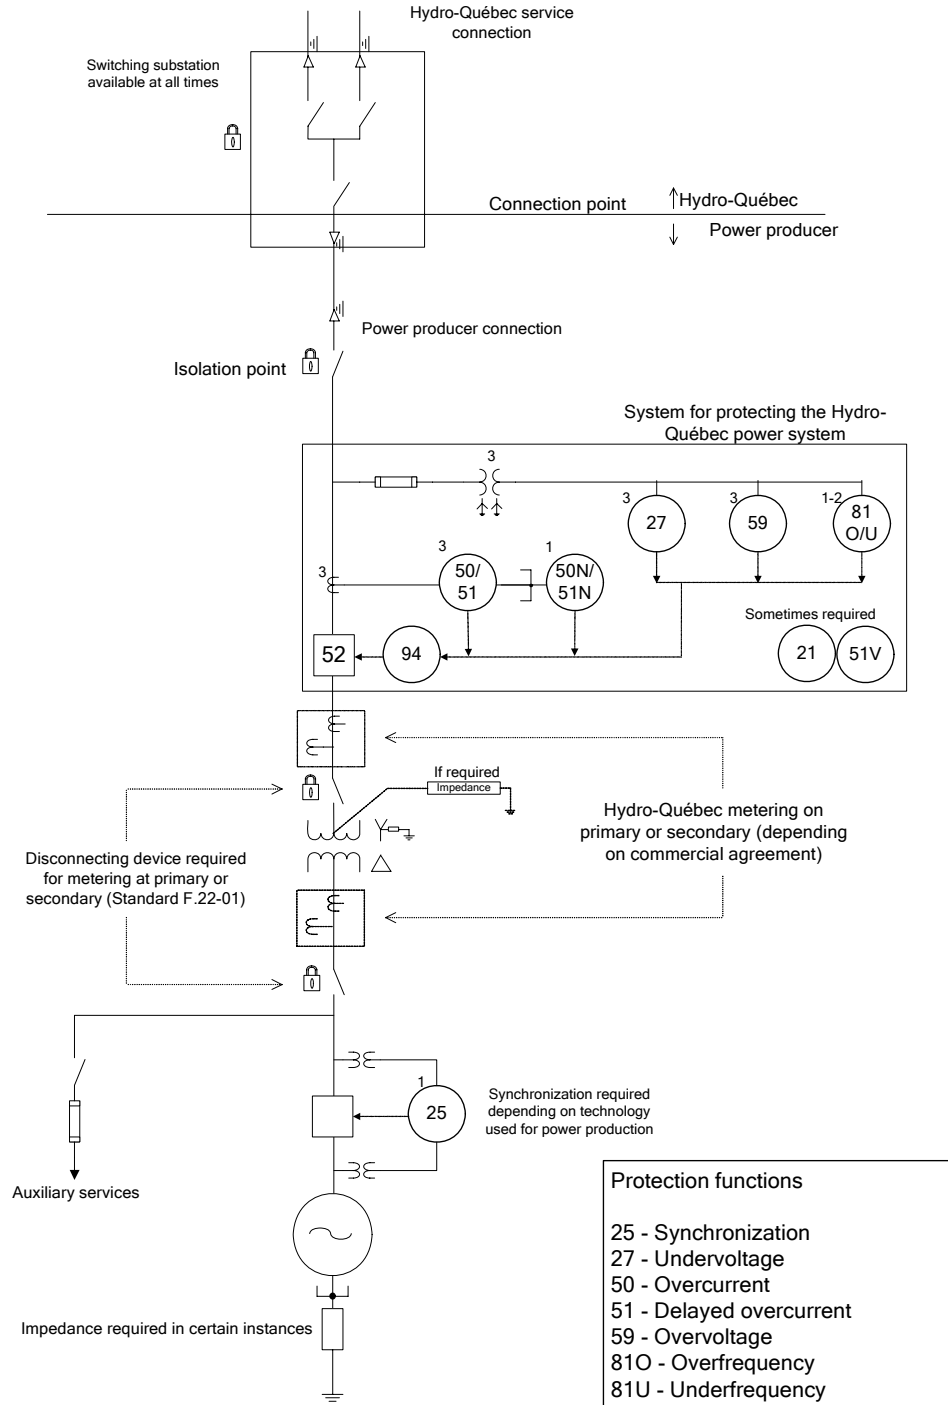 Hydro-Québec service
connection
Switching substation
available at all times
Connection point
Hydro-Québec
Power producer
Power producer connection
Isolation point
System for protecting the Hydro-
Québec power system
3
3
27
3
59
1-2
81
O/U
3
3
50/
51
1
50N/
51N
Sometimes required
52
94
21
51V
If required
Impedance
Hydro-Québec metering on
primary or secondary (depending
on commercial agreement)
Disconnecting device required
for metering at primary or
secondary (Standard F.22-01)
1
25
Synchronization required
depending on technology
used for power production
Auxiliary services
Impedance required in certain instances
Protection functions
25 - Synchronization
27 - Undervoltage
50 - Overcurrent
51 - Delayed overcurrent
59 - Overvoltage
81O - Overfrequency
81U - Underfrequency